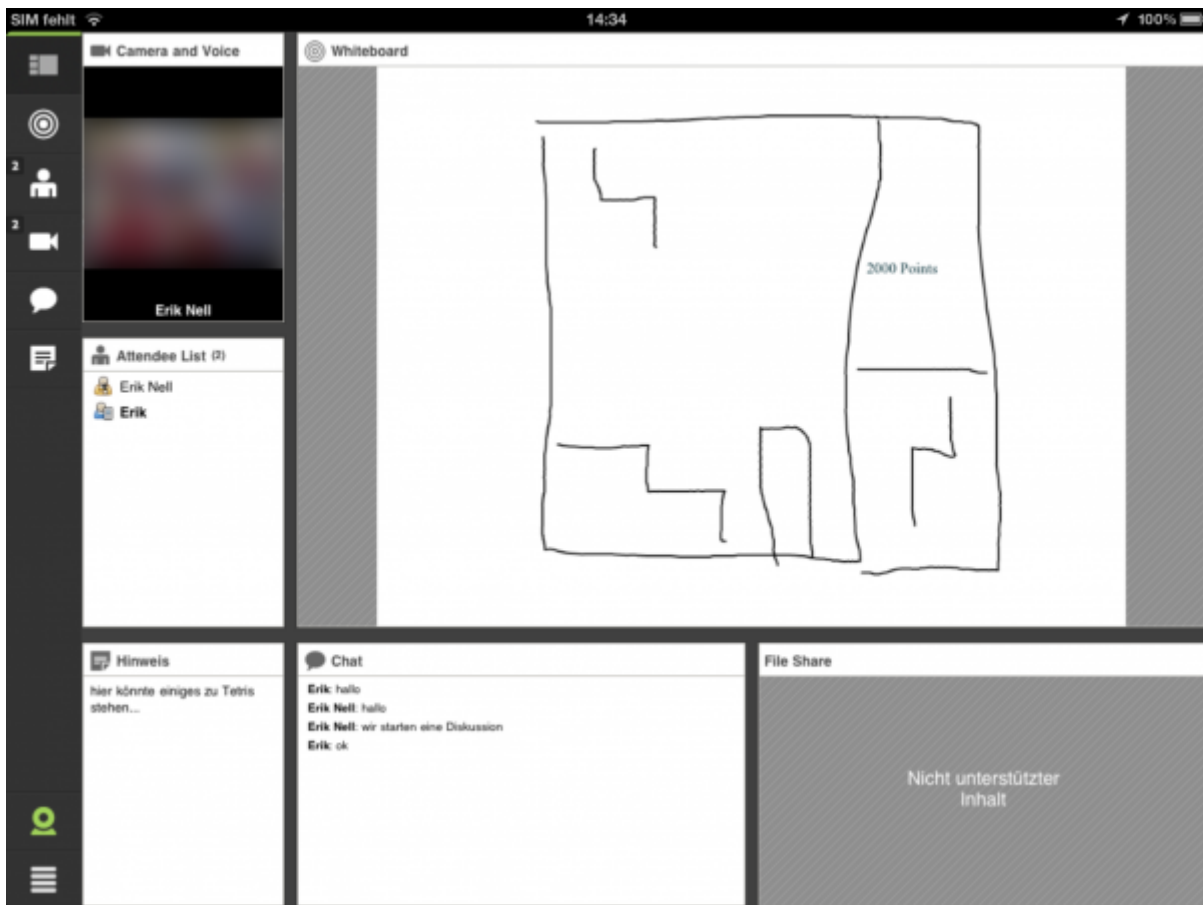 SIM fehlt
14:34
100%
Camera and Voice
Erik Nell
2
2
Attendee List (2)
Erik Nell
Erik
Whiteboard
2000 Points
Hinweis
hier könnte einiges zu Tetris
stehen...
Chat
Erik: hallo
Erik Nell: hallo
Erik Nell: wir starten eine Diskussion
Erik: ok
File Share
Nicht unterstützter
Inhalt